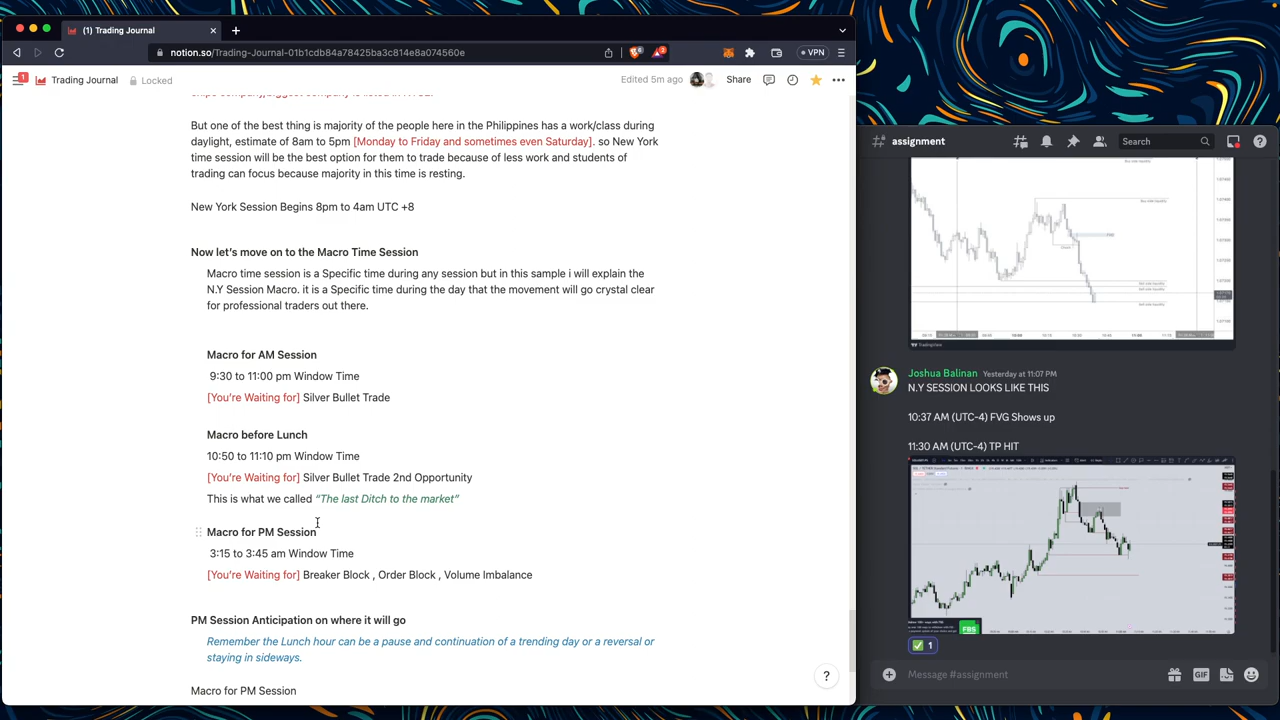 (1) Trading Journal
notion.so/Trading-Journal-01b1cdb84a78425ba3c814e8a074560e
VPN
1
Trading Journal
Locked
Edited 5m ago
Share
But one of the best thing is majority of the people here in the Philippines has a work/class during
daylight, estimate of 8am to 5pm [Monday to Friday and sometimes even Saturday]. so New York
time session will be the best option for them to trade because of less work and students of
trading can focus because majority in this time is resting.
New York Session Begins 8pm to 4am UTC +8
Now let's move on to the Macro Time Session
Macro time session is a Specific time during any session but in this sample i will explain the
N.Y Session Macro. it is a Specific time during the day that the movement will go crystal clear
for professional traders out there.
Macro for AM Session
9:30 to 11:00 pm Window Time
[You're Waiting for] Silver Bullet Trade
Macro before Lunch
10:50 to 11:10 pm Window Time
[You're Waiting for] Silver Bullet Trade 2nd Opportunity
This is what we called "The last Ditch to the market"
Macro for PM Session
3:15 to 3:45 am Window Time
[You're Waiting for] Breaker Block , Order Block , Volume Imbalance
PM Session Anticipation on where it will go
Remember the Lunch hour can be a pause and continuation of a trending day or a reversal or
staying in sideways.
Macro for PM Session
?
assignment
Search
TradingView
Joshua Balinan Yesterday at 11:07 PM
N.Y SESSION LOOKS LIKE THIS
10:37 AM (UTC-4) FVG Shows up
11:30 AM (UTC-4) TP HIT
FBS
1
Message #assignment
GIF